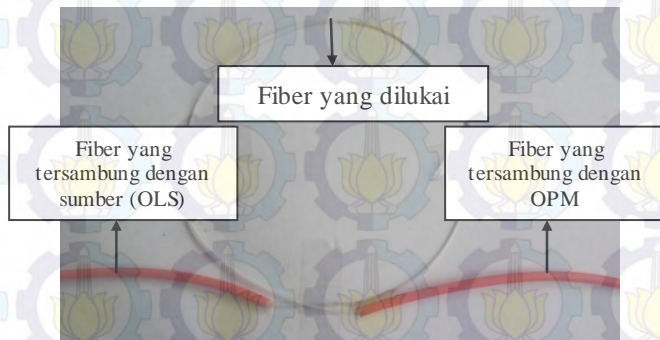 Fiber yang dilukai
Fiber yang
tersambung dengan
sumber (OLS)
Fiber yang
tersambung dengan
OPM